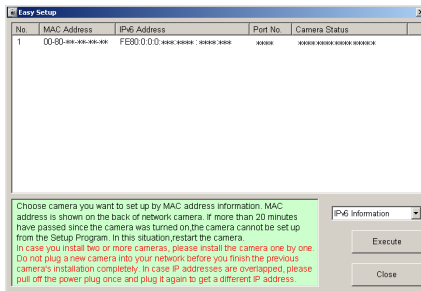 Easy Setup
No. MAC Address IPv6 Address Port No. Camera Status
1 00-80-**-**-**-** FE80:0:0:0:***:**** : ****:*** **** ****:****:****:*****
Choose camera you want to set up by MAC address information. MAC
address is shown on the back of network camera. If more than 20 minutes
have passed since the camera was turned on,the camera cannot be set up
from the Setup Program. In this situation,restart the camera.
In case you install two or more cameras, please install the camera one by one.
Do not plug a new camera into your network before you finish the previous
camera's installation completely. In case IP addresses are overlapped, please
pull off the power plug once and plug it again to get a different IP address.
IPv6 Information
Execute
Close